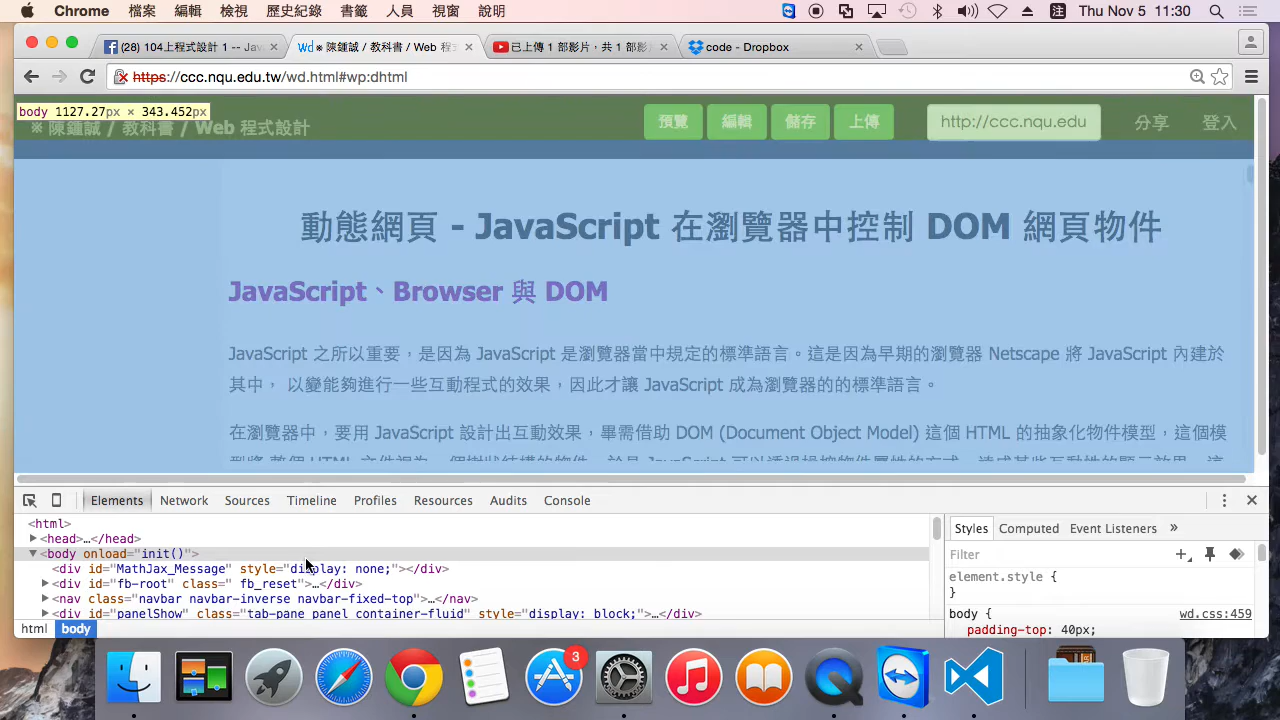 Chrome 檔案 編輯 檢視 歷史紀錄 書籤 人員 視窗 說明 注 Thu Nov 5 11:30
(28) 104上程式設計 1 -- Jav ※ 陳鍾誠 / 教科書 / Web 程式 已上傳 1 部影片，共 1 部影 code - Dropbox
https://ccc.nqu.edu.tw/wd.html#wp:dhtml
body 1127.27px × 343.452px
※ 陳鍾誠 / 教科書 / Web 程式設計 預覽 編輯 儲存 上傳 http://ccc.nqu.edu 分享 登入
動態網頁 - JavaScript 在瀏覽器中控制 DOM 網頁物件
JavaScript、Browser 與 DOM
JavaScript 之所以重要，是因為 JavaScript 是瀏覽器當中規定的標準語言。這是因為早期的瀏覽器 Netscape 將 JavaScript 內建於
其中， 以變能夠進行一些互動程式的效果，因此才讓 JavaScript 成為瀏覽器的的標準語言。
在瀏覽器中，要用 JavaScript 設計出互動效果，畢需借助 DOM (Document Object Model) 這個 HTML 的抽象化物件模型，這個模
Elements Network Sources Timeline Profiles Resources Audits Console
<html>
<head>…</head>
<body onload="init()">
<div id="MathJax_Message" style="display: none;"></div>
<div id="fb-root" class=" fb_reset">…</div>
<nav class="navbar navbar-inverse navbar-fixed-top">…</nav>
<div id="panelShow" class="tab-pane panel container-fluid" style="display: block;">…</div>
html body
Styles Computed Event Listeners »
Filter
element.style {
}
body { wd.css:459
padding-top: 40px;
3